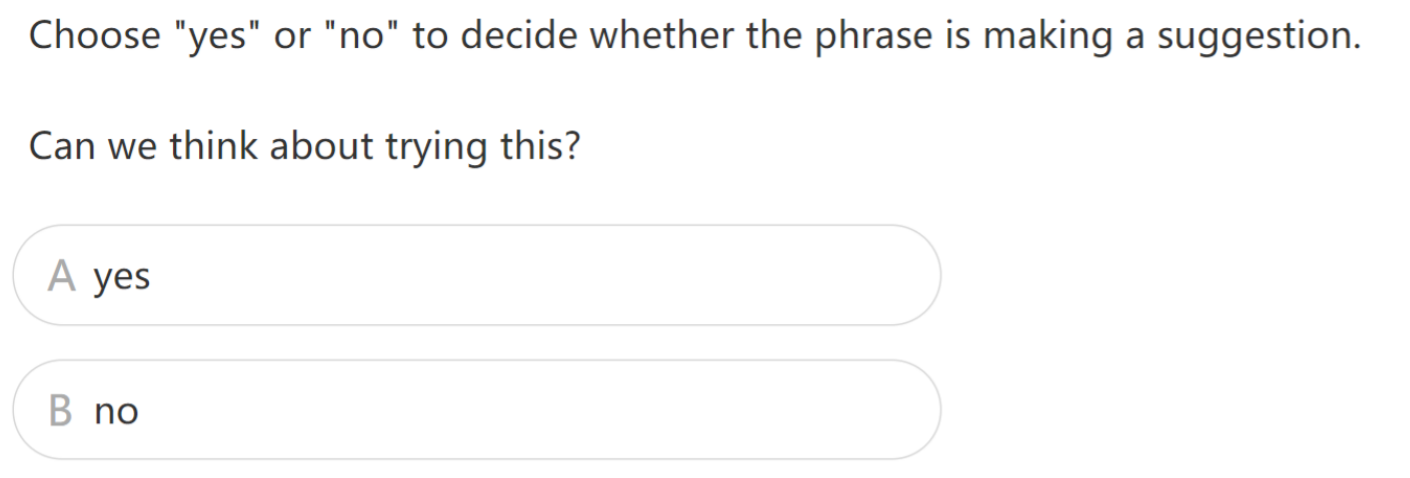 Choose "yes" or "no" to decide whether the phrase is making a suggestion.
Can we think about trying this?
A yes
B no